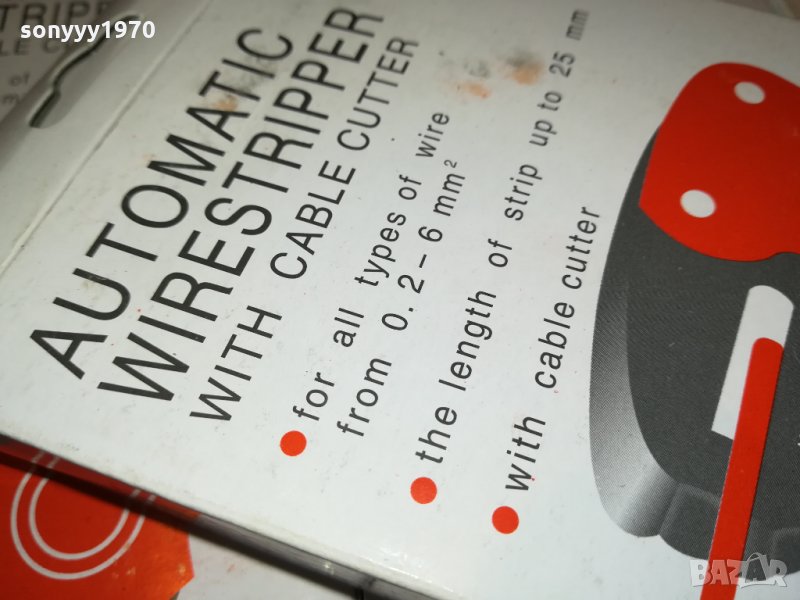 sonyyy1970
AUTOMATIC
WIRESTRIPPER
WITH CABLE CUTTER
for all types of wire
from 0.2-6 mm²
the length of strip up to 25 mm
with cable cutter
BAZAR